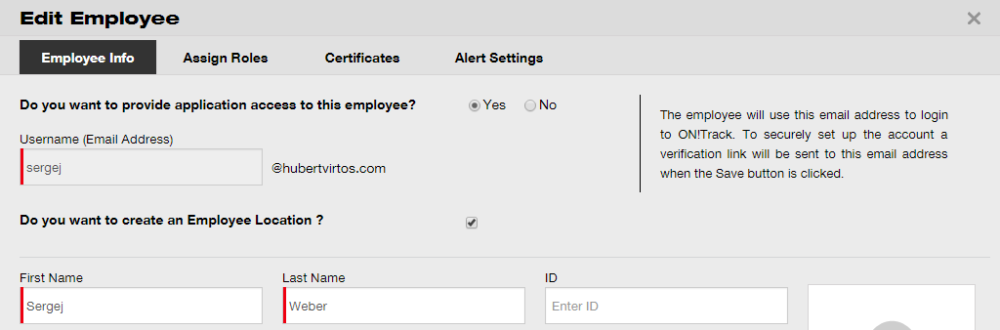 Edit Employee
Employee Info Assign Roles Certificates Alert Settings
Do you want to provide application access to this employee? Yes No
Username (Email Address)
sergej @hubertvirtos.com
The employee will use this email address to login
to ON!Track. To securely set up the account a
verification link will be sent to this email address
when the Save button is clicked.
Do you want to create an Employee Location ?
First Name Last Name ID
Sergej Weber Enter ID